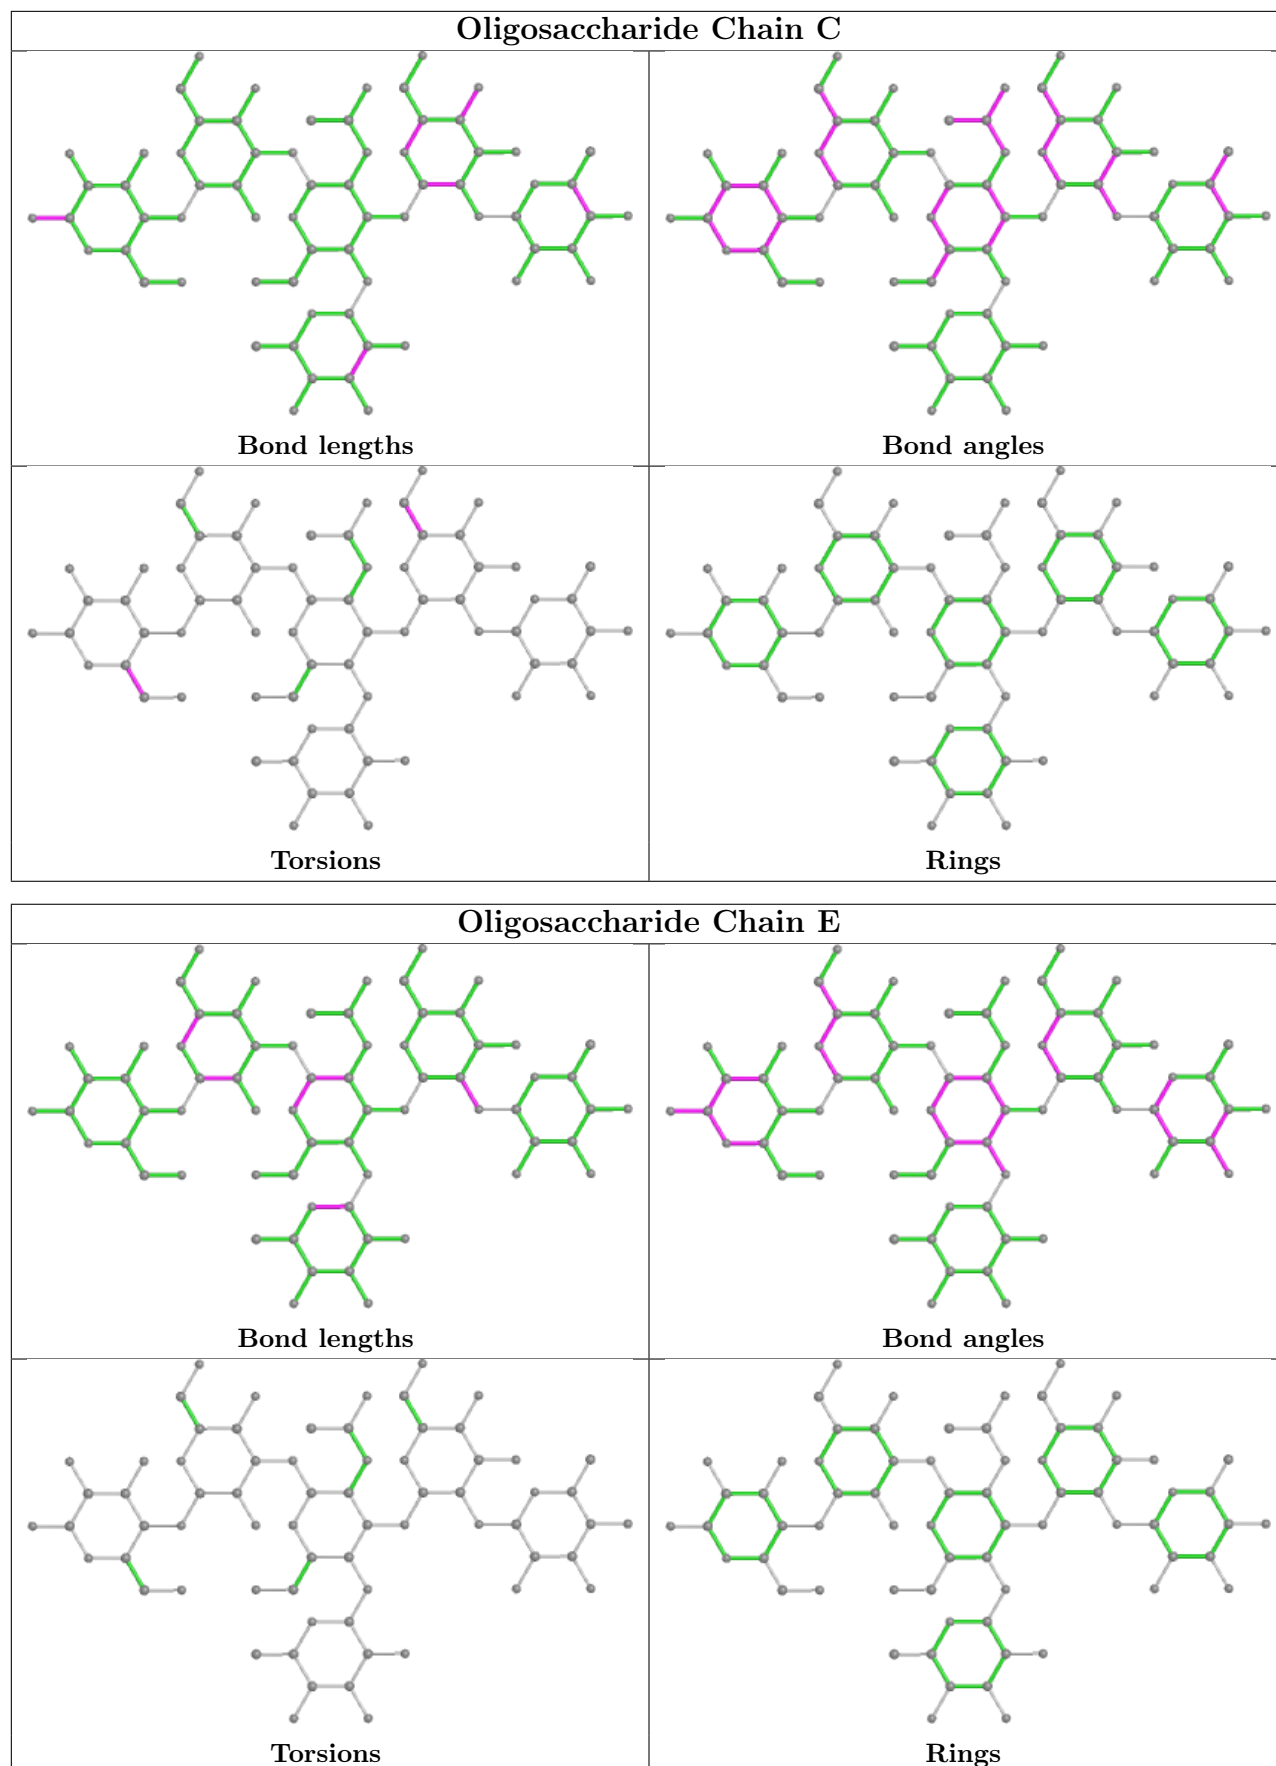 Oligosaccharide Chain C
Bond lengths
Bond angles
Torsions
Rings
Oligosaccharide Chain E
Bond lengths
Bond angles
Torsions
Rings